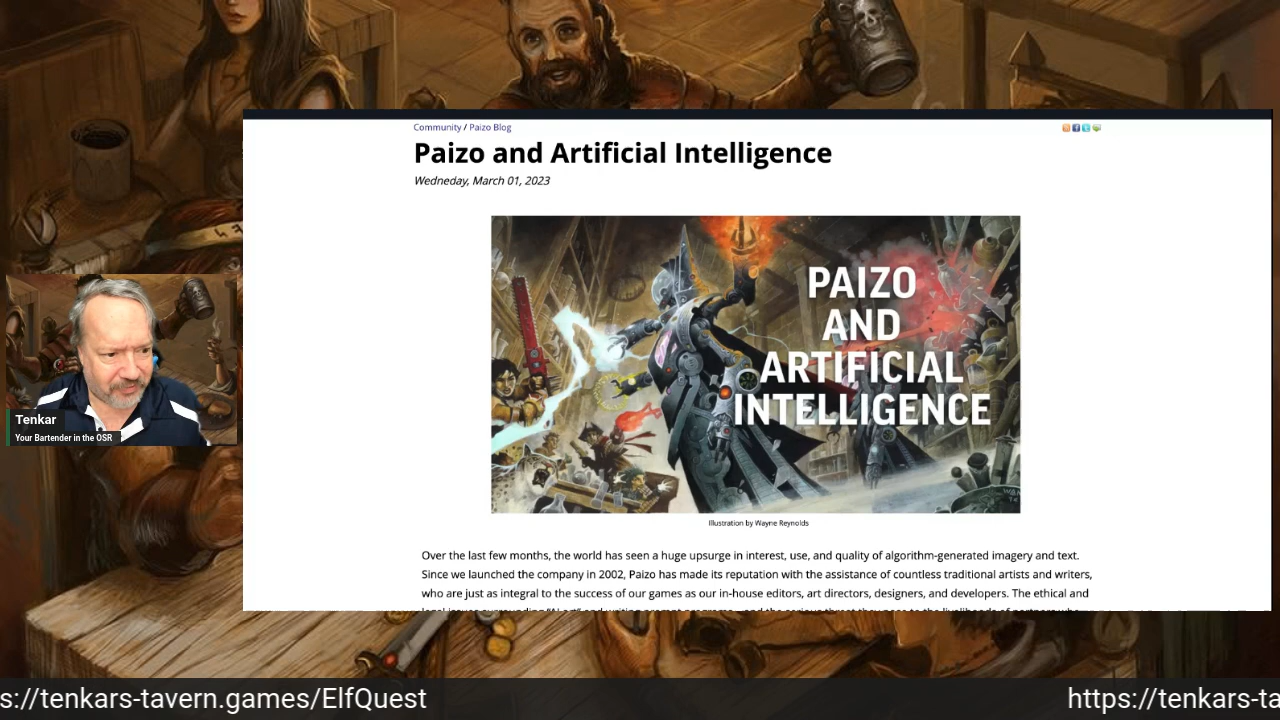 Community / Paizo Blog
Paizo and Artificial Intelligence
Wedneday, March 01, 2023
PAIZO
AND
ARTIFICIAL
INTELLIGENCE
Illustration by Wayne Reynolds
Over the last few months, the world has seen a huge upsurge in interest, use, and quality of algorithm-generated imagery and text.
Since we launched the company in 2002, Paizo has made its reputation with the assistance of countless traditional artists and writers,
who are just as integral to the success of our games as our in-house editors, art directors, designers, and developers. The ethical and
Tenkar
Your Bartender in the OSR
s://tenkars-tavern.games/ElfQuest
https://tenkars-ta